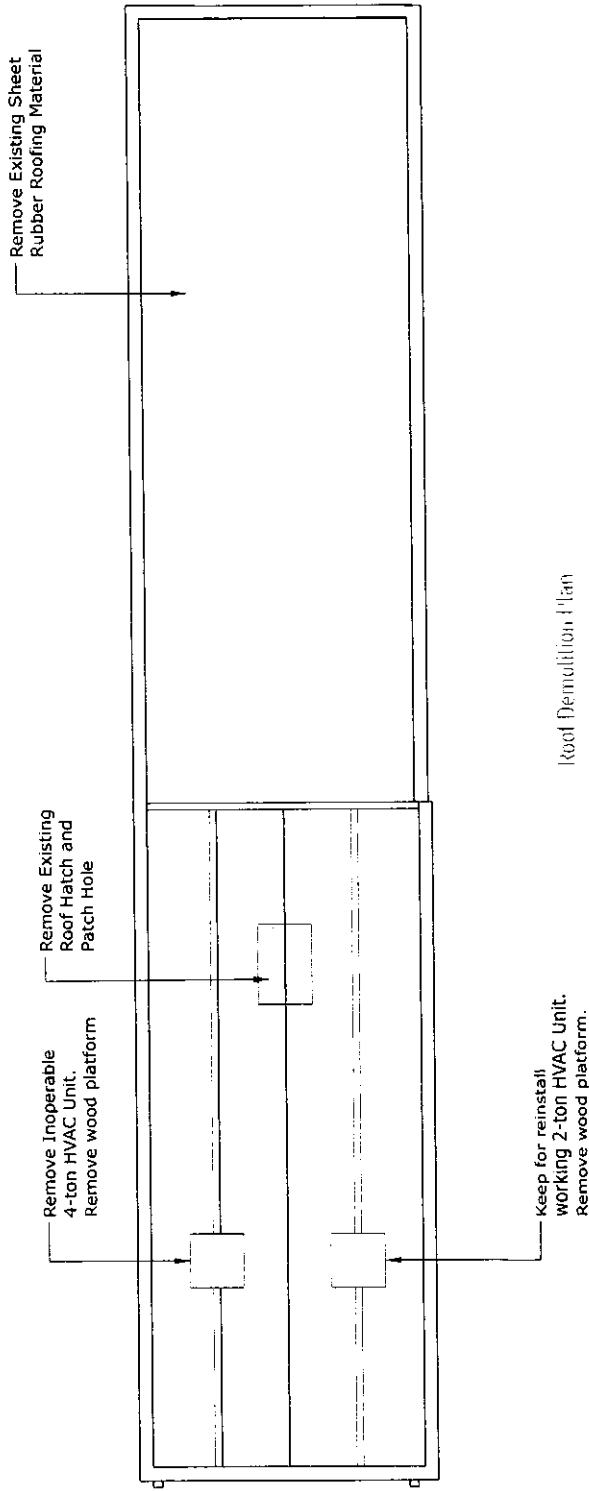 Remove Existing Sheet
Rubber Roofing Material
Remove Existing
Roof Hatch and
Patch Hole
Remove Inoperable
4-ton HVAC Unit.
Remove wood platform
Keep for reinstall
working 2-ton HVAC Unit.
Remove wood platform.
Roof Demolition Plan